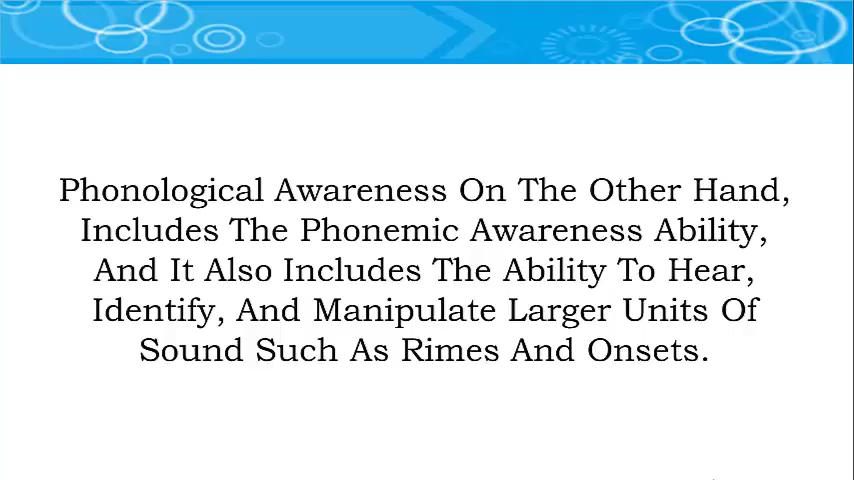 Phonological Awareness On The Other Hand,
Includes The Phonemic Awareness Ability,
And It Also Includes The Ability To Hear,
Identify, And Manipulate Larger Units Of
Sound Such As Rimes And Onsets.